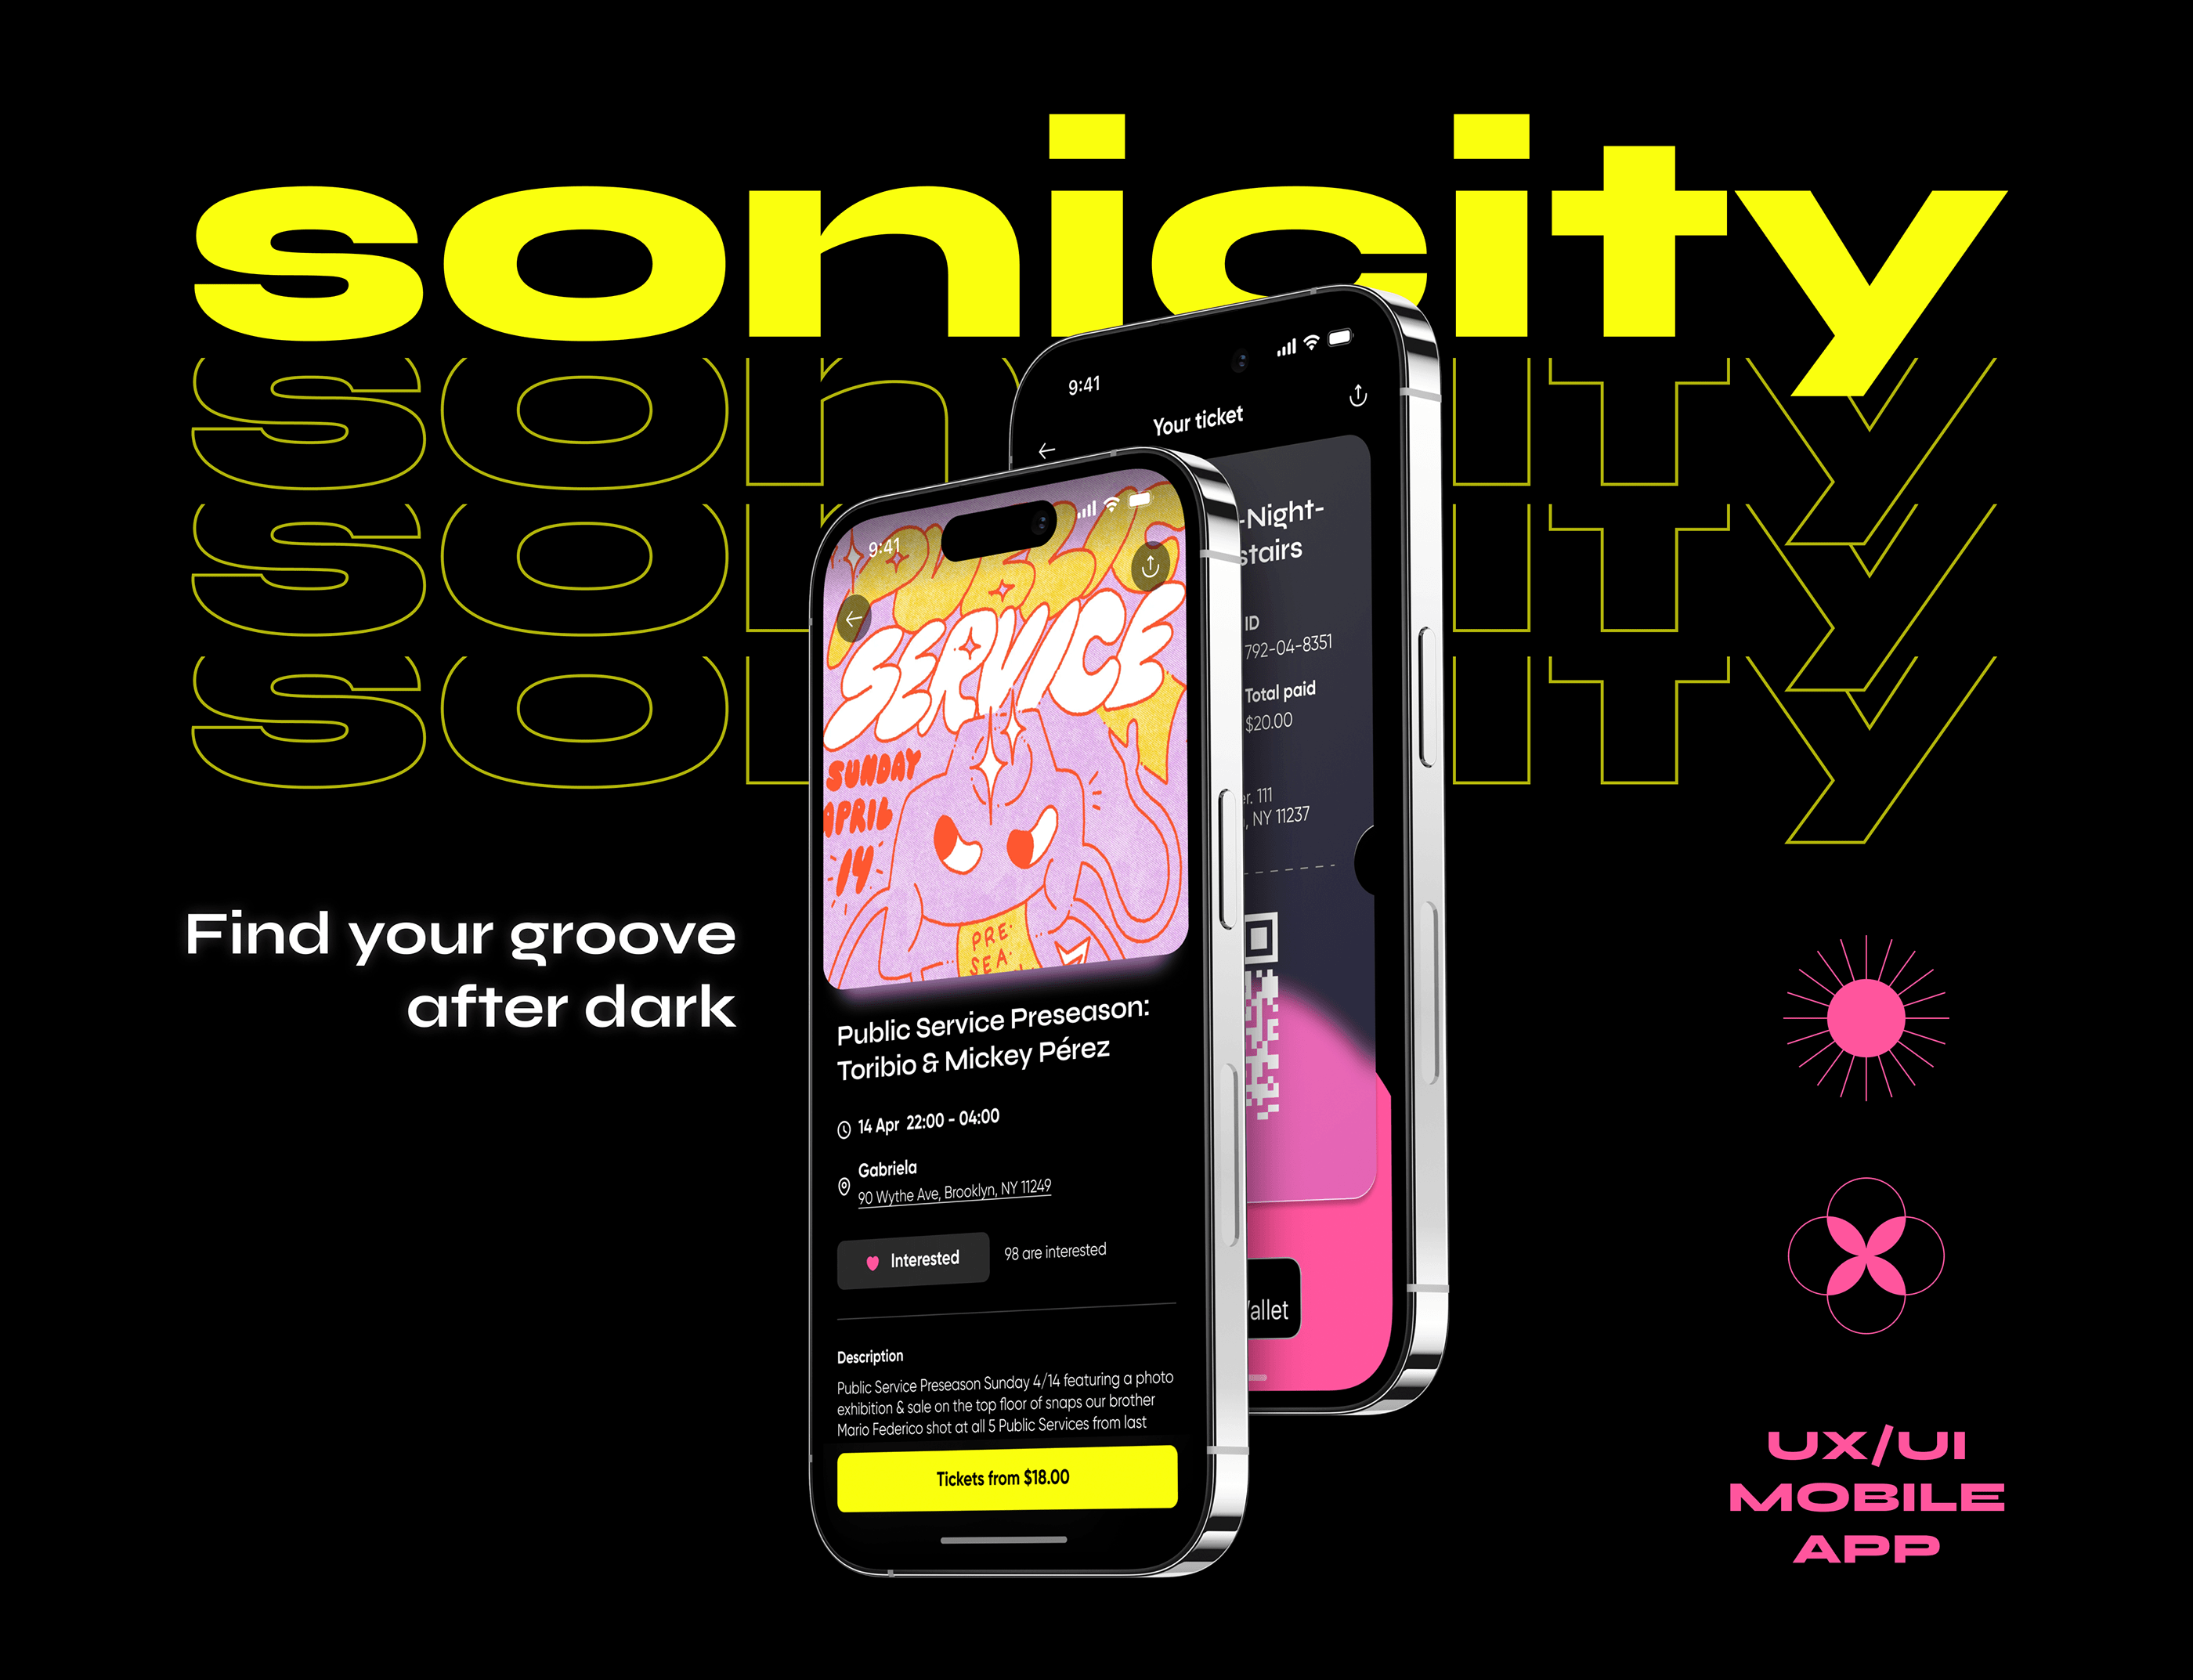 sonicity
sonicity
sonicity
sonicity
9:41
Your ticket
-Night-
stairs
ID
792-04-8351
Total paid
$20.00
111
, NY 11237
9:41
PUBLIC
SERVICE
SUNDAY
APRIL
14
PRE·
SEA·
Public Service Preseason:
Toribio & Mickey Pérez
14 Apr 22:00 - 04:00
Gabriela
90 Wythe Ave, Brooklyn, NY 11249
Interested
98 are interested
Description
Public Service Preseason Sunday 4/14 featuring a photo
exhibition & sale on the top floor of snaps our brother
Mario Federico shot at all 5 Public Services from last
Tickets from $18.00
Find your groove
after dark
UX/UI
MOBILE
APP